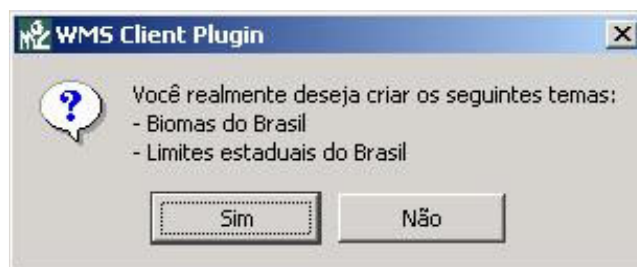 WMS Client Plugin
Você realmente deseja criar os seguintes temas:
- Biomas do Brasil
- Limites estaduais do Brasil
Sim
Não